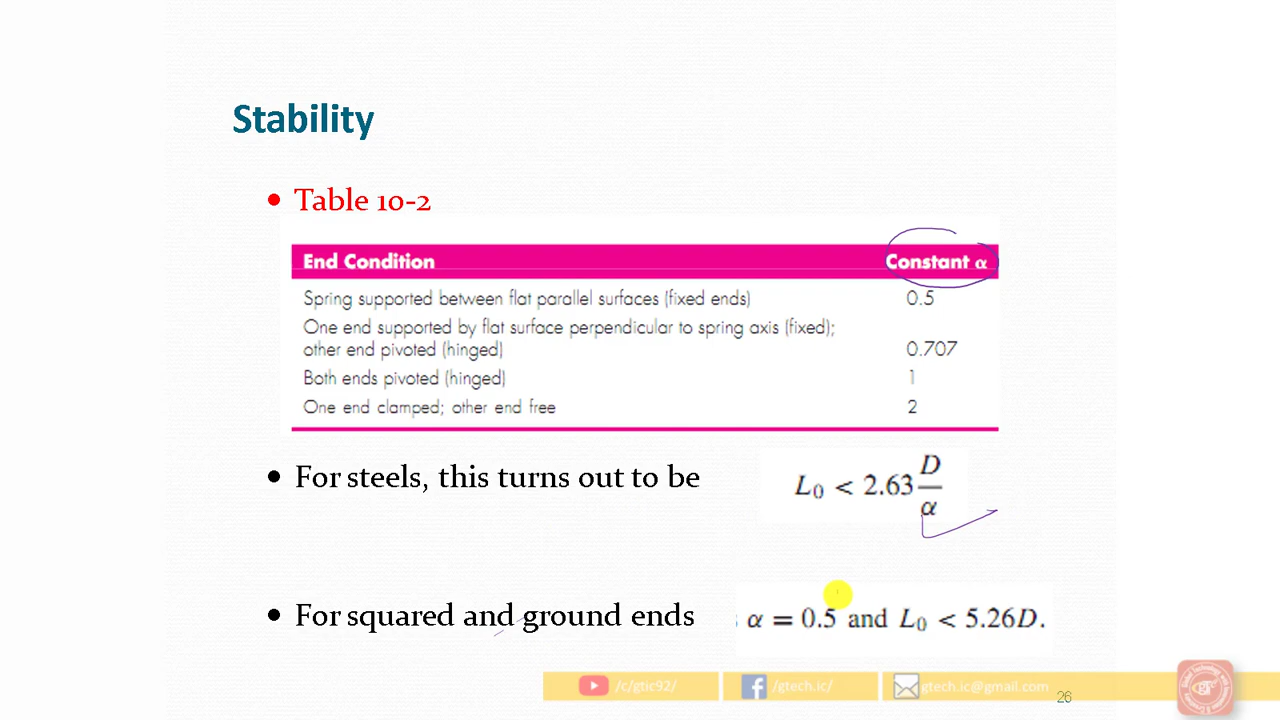 Stability
• Table 10-2
End Condition Constant α
Spring supported between flat parallel surfaces (fixed ends) 0.5
One end supported by flat surface perpendicular to spring axis (fixed);
other end pivoted (hinged) 0.707
Both ends pivoted (hinged) 1
One end clamped; other end free 2
• For steels, this turns out to be L₀ < 2.63 D/α
• For squared and ground ends α = 0.5 and L₀ < 5.26D.
/c/gtic92/ /gtech.ic/ gtech.ic@gmail.com 26